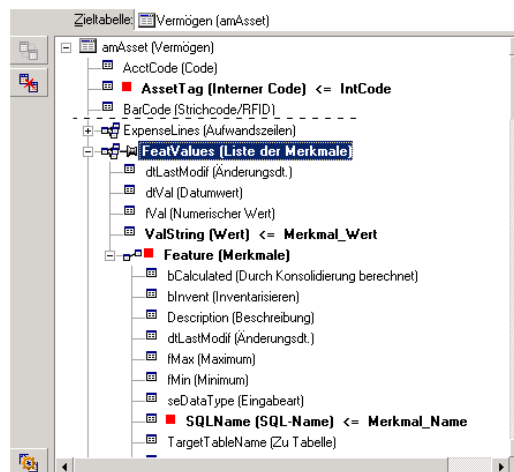 Zieltabelle: Vermögen (amAsset)
amAsset (Vermögen)
AcctCode (Code)
AssetTag (Interner Code) <= IntCode
BarCode (Strichcode/RFID)
ExpenseLines (Aufwandszeilen)
FeatValues (Liste der Merkmale)
dtLastModif (Änderungsdt.)
dtVal (Datumwert)
fVal (Numerischer Wert)
ValString (Wert) <= Merkmal_Wert
Feature (Merkmale)
bCalculated (Durch Konsolidierung berechnet)
bInvent (Inventarisieren)
Description (Beschreibung)
dtLastModif (Änderungsdt.)
fMax (Maximum)
fMin (Minimum)
seDataType (Eingabeart)
SQLName (SQL-Name) <= Merkmal_Name
TargetTableName (Zu Tabelle)